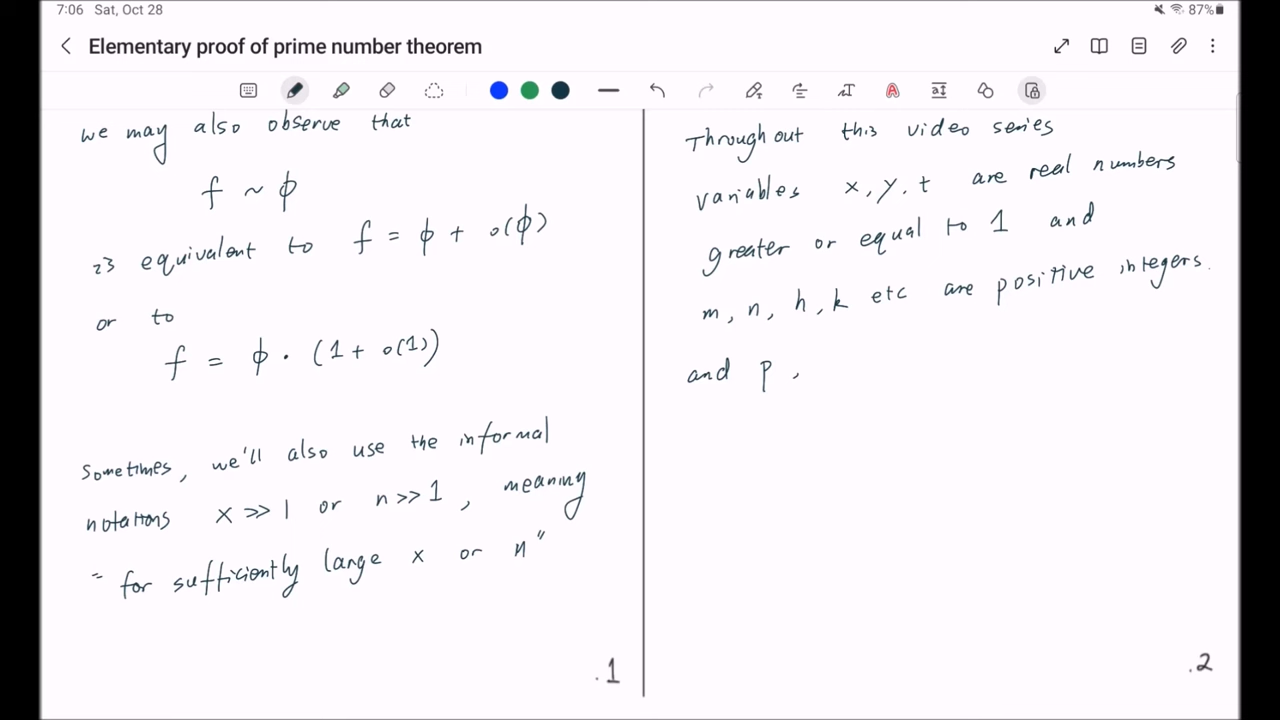 7:06 Sat, Oct 28
87%
Elementary proof of prime number theorem
we may also observe that
f ~ ϕ
is equivalent to f = ϕ + o(ϕ)
or to
f = ϕ · (1 + o(1))
Sometimes, we'll also use the informal
notations x >> 1 or n >> 1, meaning
"for sufficiently large x or n"
.1
Throughout this video series
variables x, y, t are real numbers
greater or equal to 1 and
m, n, h, k etc are positive integers.
and p,
.2